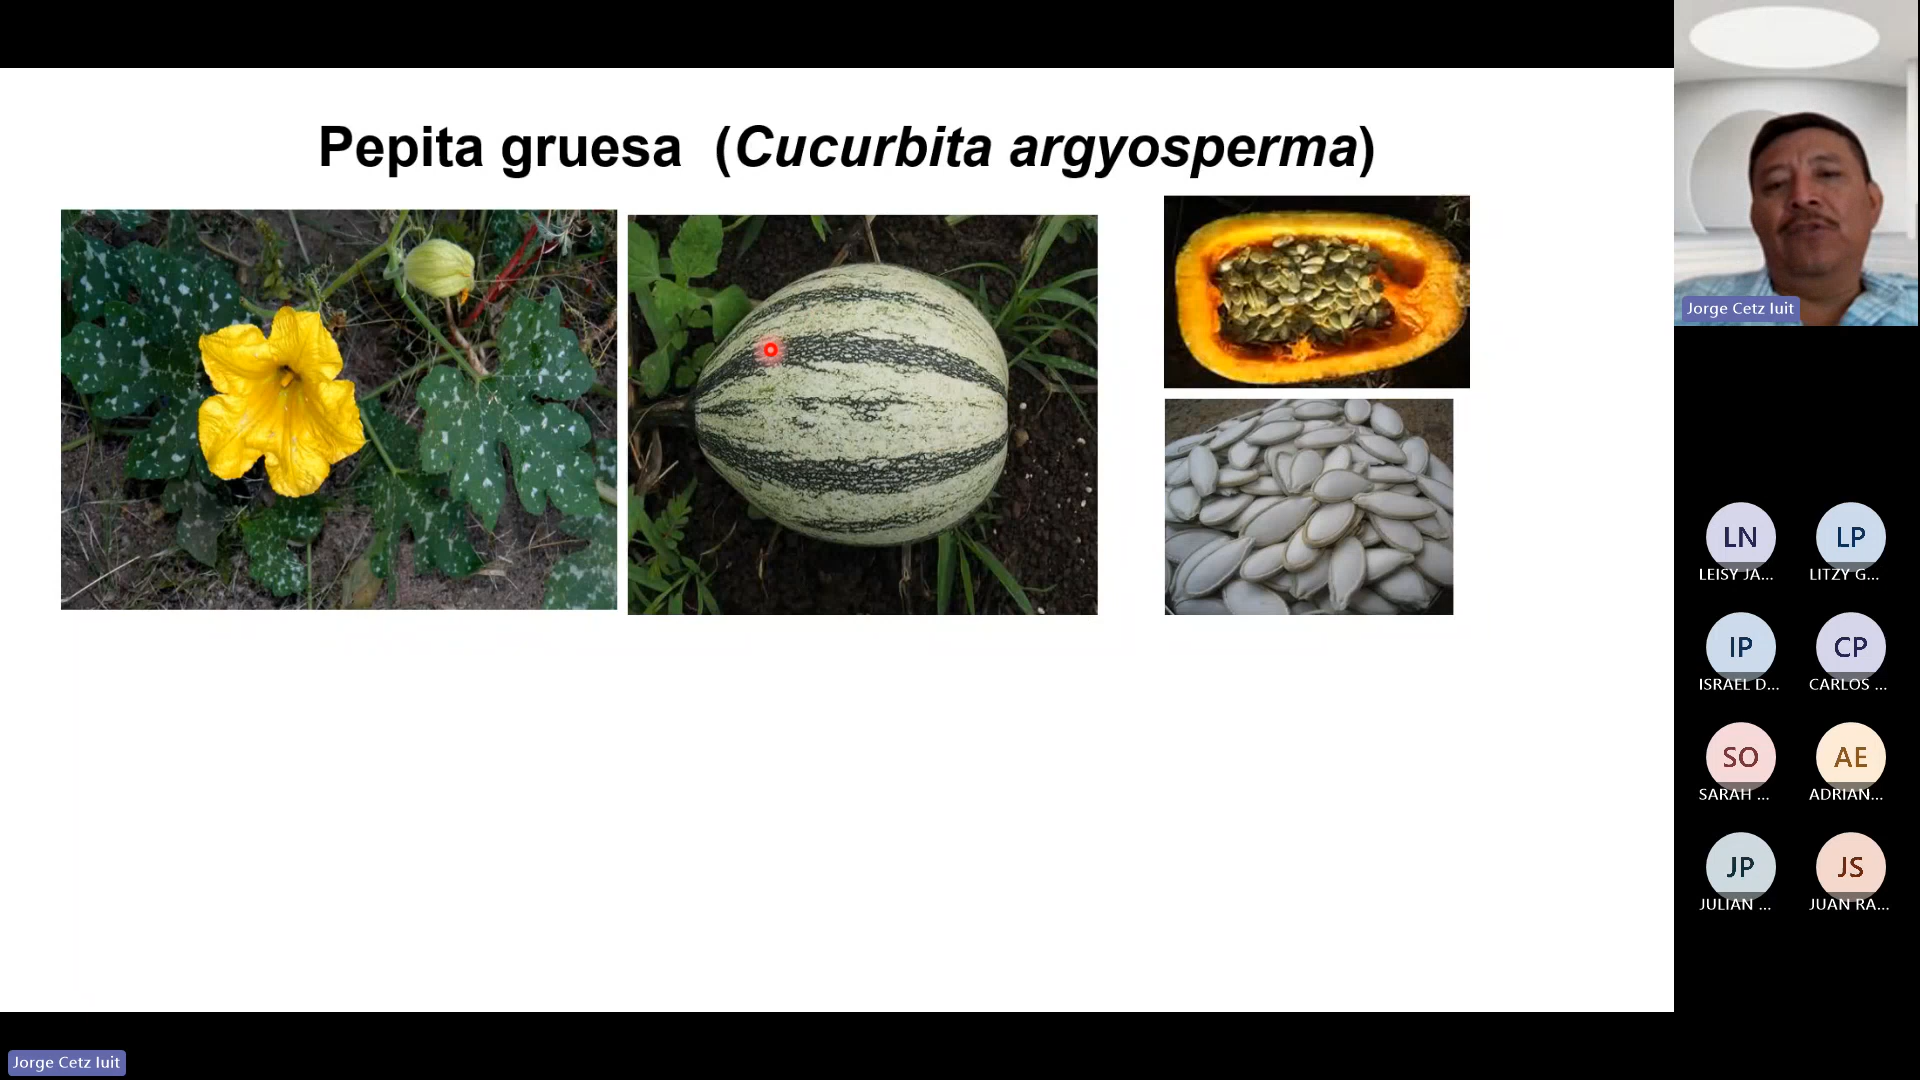 Pepita gruesa (Cucurbita argyosperma)
Jorge Cetz Iuit
LN LP
LEISY JA... LITZY G...
IP CP
ISRAEL D... CARLOS ...
SO AE
SARAH ... ADRIAN...
JP JS
JULIAN ... JUAN RA...
Jorge Cetz Iuit